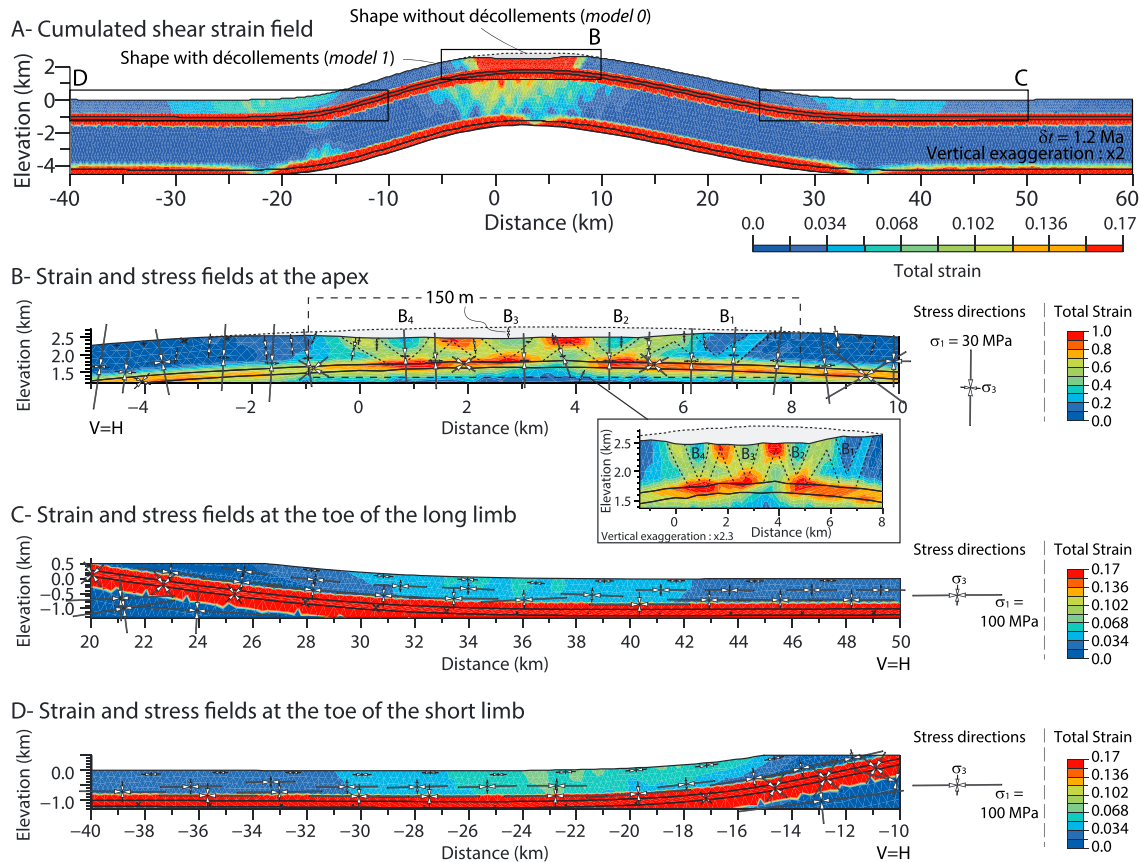 A- Cumulated shear strain field
Shape without décollements (model 0)
Shape with décollements (model 1)
B
D
C
Elevation (km)
2
0
−2
−4
δt = 1.2 Ma
Vertical exaggeration : x2
-40 -30 -20 -10 0 10 20 30 40 50 60
Distance (km)
0.0 0.034 0.068 0.102 0.136 0.17
Total strain
B- Strain and stress fields at the apex
150 m
B4 B3 B2 B1
Elevation (km)
2.5
2.0
1.5
−4 −2 0 2 4 6 8 10
V=H
Distance (km)
Stress directions
σ1 = 30 MPa
σ3
Total Strain
1.0
0.8
0.6
0.4
0.2
0.0
Elevation (km)
2.5
2.0
1.5
B4 B3 B2 B1
0 2 4 6 8
Distance (km)
Vertical exaggeration : x2.3
C- Strain and stress fields at the toe of the long limb
Elevation (km)
0.5
0.0
−0.5
−1.0
20 22 24 26 28 30 32 34 36 38 40 42 44 46 48 50
Distance (km)
V=H
Stress directions
σ3
σ1 =
100 MPa
Total Strain
0.17
0.136
0.102
0.068
0.034
0.0
D- Strain and stress fields at the toe of the short limb
Elevation (km)
0.0
−1.0
−40 −38 −36 −34 −32 −30 −28 −26 −24 −22 −20 −18 −16 −14 −12 −10
Distance (km)
V=H
Stress directions
σ3
σ1 =
100 MPa
Total Strain
0.17
0.136
0.102
0.068
0.034
0.0